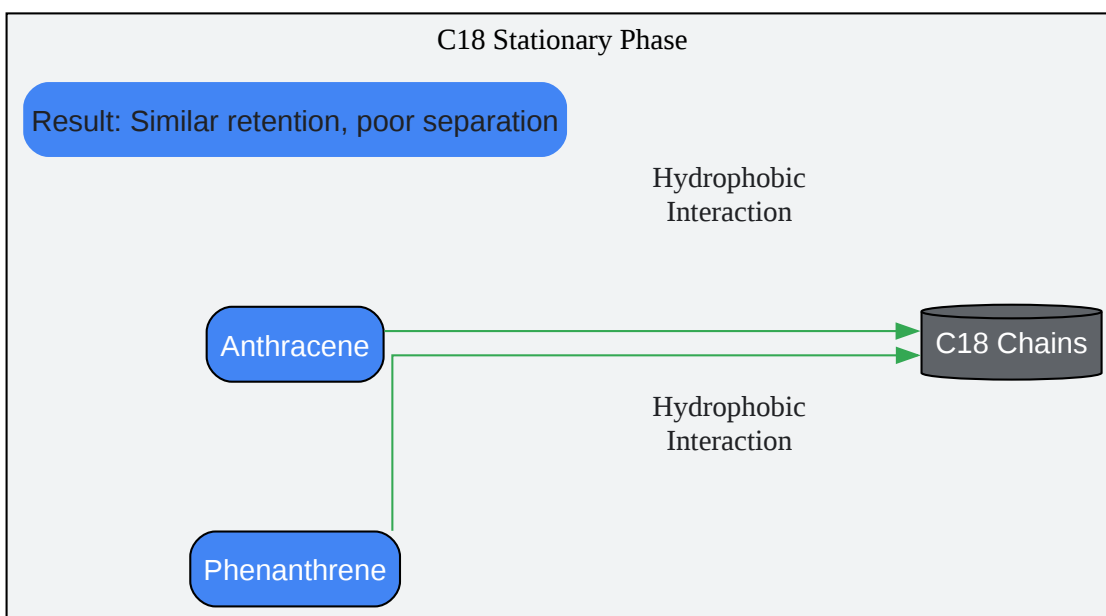 C18 Stationary Phase
Result: Similar retention, poor separation
Hydrophobic
Interaction
Anthracene
C18 Chains
Hydrophobic
Interaction
Phenanthrene